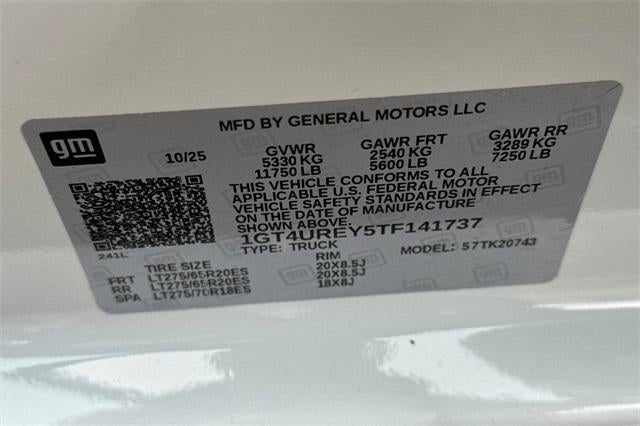 MFD BY GENERAL MOTORS LLC
gm
10/25
GVWR GAWR FRT GAWR RR
5330 KG 2540 KG 3289 KG
11750 LB 5600 LB 7250 LB
THIS VEHICLE CONFORMS TO ALL
APPLICABLE U.S. FEDERAL MOTOR
VEHICLE SAFETY STANDARDS IN EFFECT
ON THE DATE OF MANUFACTURE
SHOWN ABOVE
1GT4UREY5TF141737
TYPE: TRUCK MODEL: 57TK20743
241L
TIRE SIZE RIM
FRT LT275/65R20ES 20X8.5J
RR LT275/65R20ES 20X8.5J
SPA LT275/70R18ES 18X8J